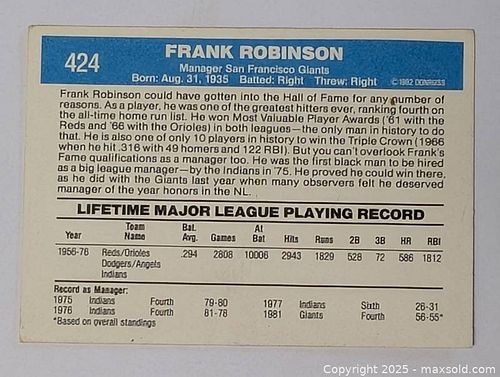 424
FRANK ROBINSON
Manager San Francisco Giants
Born: Aug. 31, 1935 Batted: Right Threw: Right ©1982 DONRUSS
Frank Robinson could have gotten into the Hall of Fame for any number of
reasons. As a player, he was one of the greatest hitters ever, ranking fourth on
the all-time home run list. He won Most Valuable Player Awards ('61 with the
Reds and '66 with the Orioles) in both leagues—the only man in history to do
that. He is also one of only 10 players in history to win the Triple Crown (1966
when he hit .316 with 49 homers and 122 RBI). But you can't overlook Frank's
Fame qualifications as a manager too. He was the first black man to be hired
as a big league manager—by the Indians in '75. He proved he could win there,
as he did with the Giants last year when many observers felt he deserved
manager of the year honors in the NL.
LIFETIME MAJOR LEAGUE PLAYING RECORD
Year Team Name Bat. Avg. Games At Bat Hits Runs 2B 3B HR RBI
1956-76 Reds/Orioles .294 2808 10006 2943 1829 528 72 586 1812
Dodgers/Angels
Indians
Record as Manager:
1975 Indians Fourth 79-80 1977 Indians Sixth 26-31
1976 Indians Fourth 81-78 1981 Giants Fourth 56-55*
*Based on overall standings
Copyright 2025 - maxsold.com